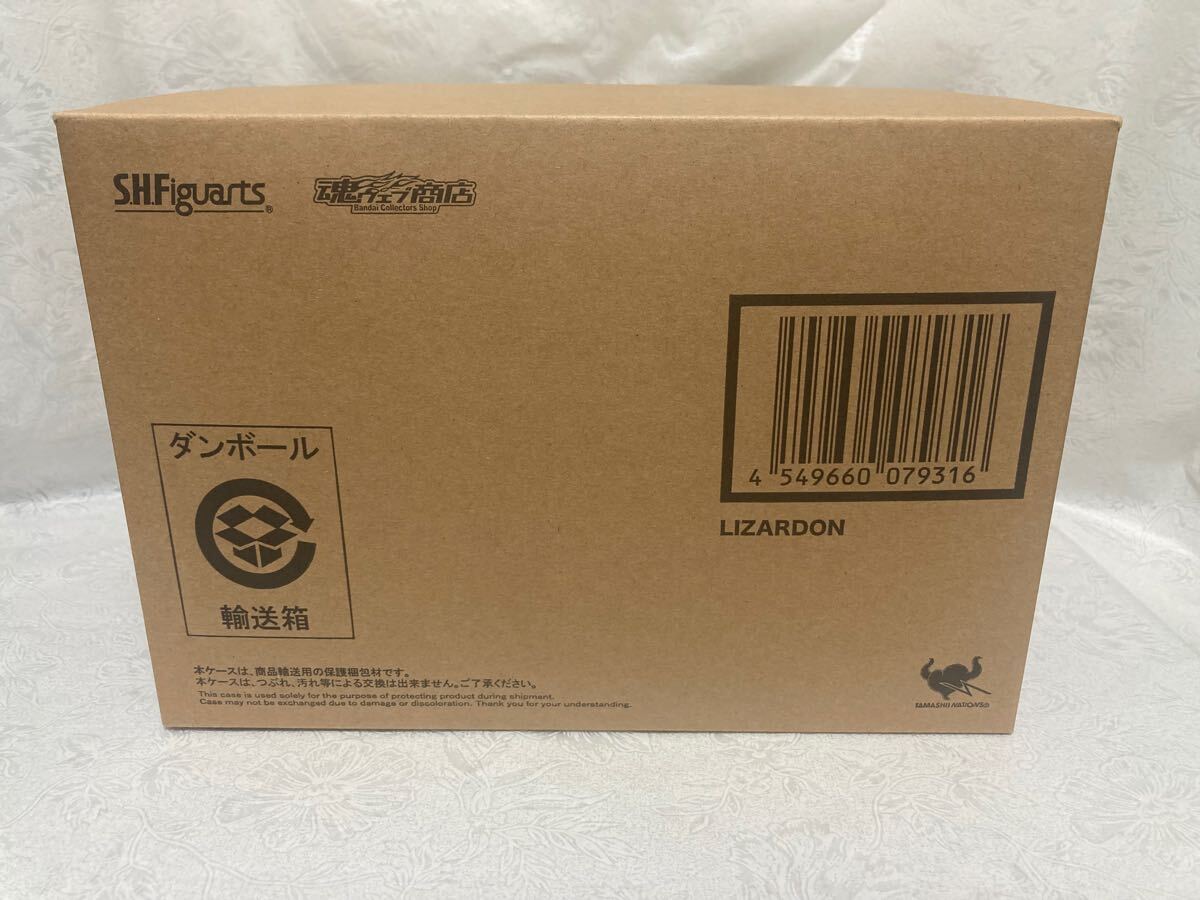 S.H.Figuarts®
魂ウェブ商店
Bandai Collectors Shop
4 549660 079316
LIZARDON
ダンボール
輸送箱
本ケースは、商品輸送用の保護梱包材です。
本ケースは、つぶれ、汚れ等による交換は出来ません。ご了承ください。
This case is used solely for the purpose of protecting product during shipment.
Case may not be exchanged due to damage or discoloration. Thank you for your understanding.
TAMASHII NATIONS®